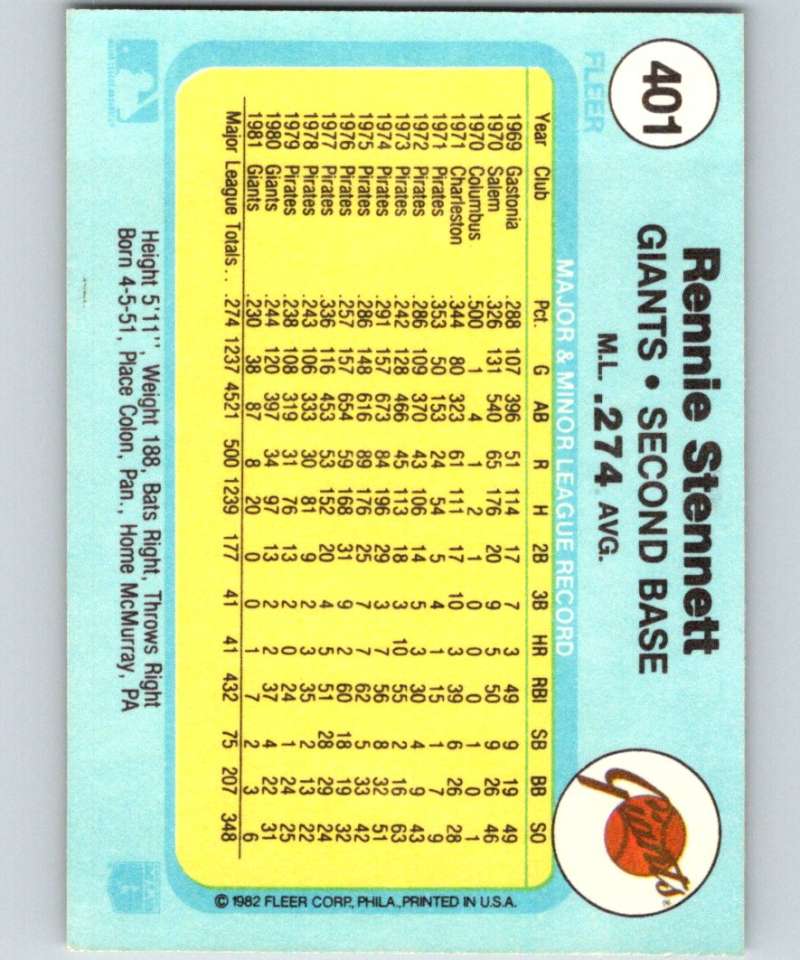 401
FLEER
Rennie Stennett
GIANTS • SECOND BASE
M.L. .274 AVG.
Giants
MAJOR & MINOR LEAGUE RECORD
Year Club Pct. G AB R H 2B 3B HR RBI SB BB SO
1969 Gastonia .288 107 396 51 114 17 7 3 49 9 19 49
1970 Salem .326 131 540 65 176 20 9 5 50 9 26 46
1970 Columbus .500 1 4 1 2 1 0 0 0 1 0 1
1971 Charleston .344 80 323 61 111 17 10 3 39 6 26 28
1971 Pirates .353 50 153 24 54 5 4 1 15 1 7 9
1972 Pirates .286 109 370 43 106 14 5 3 30 4 9 43
1973 Pirates .242 128 466 45 113 18 3 10 55 2 16 63
1974 Pirates .291 157 673 84 196 29 3 7 56 8 32 51
1975 Pirates .286 148 616 89 176 25 7 7 62 5 33 42
1976 Pirates .257 157 654 59 168 31 9 2 60 18 19 32
1977 Pirates .336 116 453 53 152 20 4 5 51 28 29 24
1978 Pirates .243 106 333 30 81 9 2 3 35 2 13 22
1979 Pirates .238 108 319 31 76 13 2 0 24 1 24 25
1980 Giants .244 120 397 34 97 13 2 2 37 4 22 31
1981 Giants .230 38 87 8 20 0 0 1 7 2 3 6
Major League Totals . . .274 1237 4521 500 1239 177 41 41 432 75 207 348
© 1982 FLEER CORP., PHILA., PRINTED IN U.S.A.
Height 5'11", Weight 188, Bats Right, Throws Right
Born 4-5-51, Place Colon, Pan., Home McMurray, PA